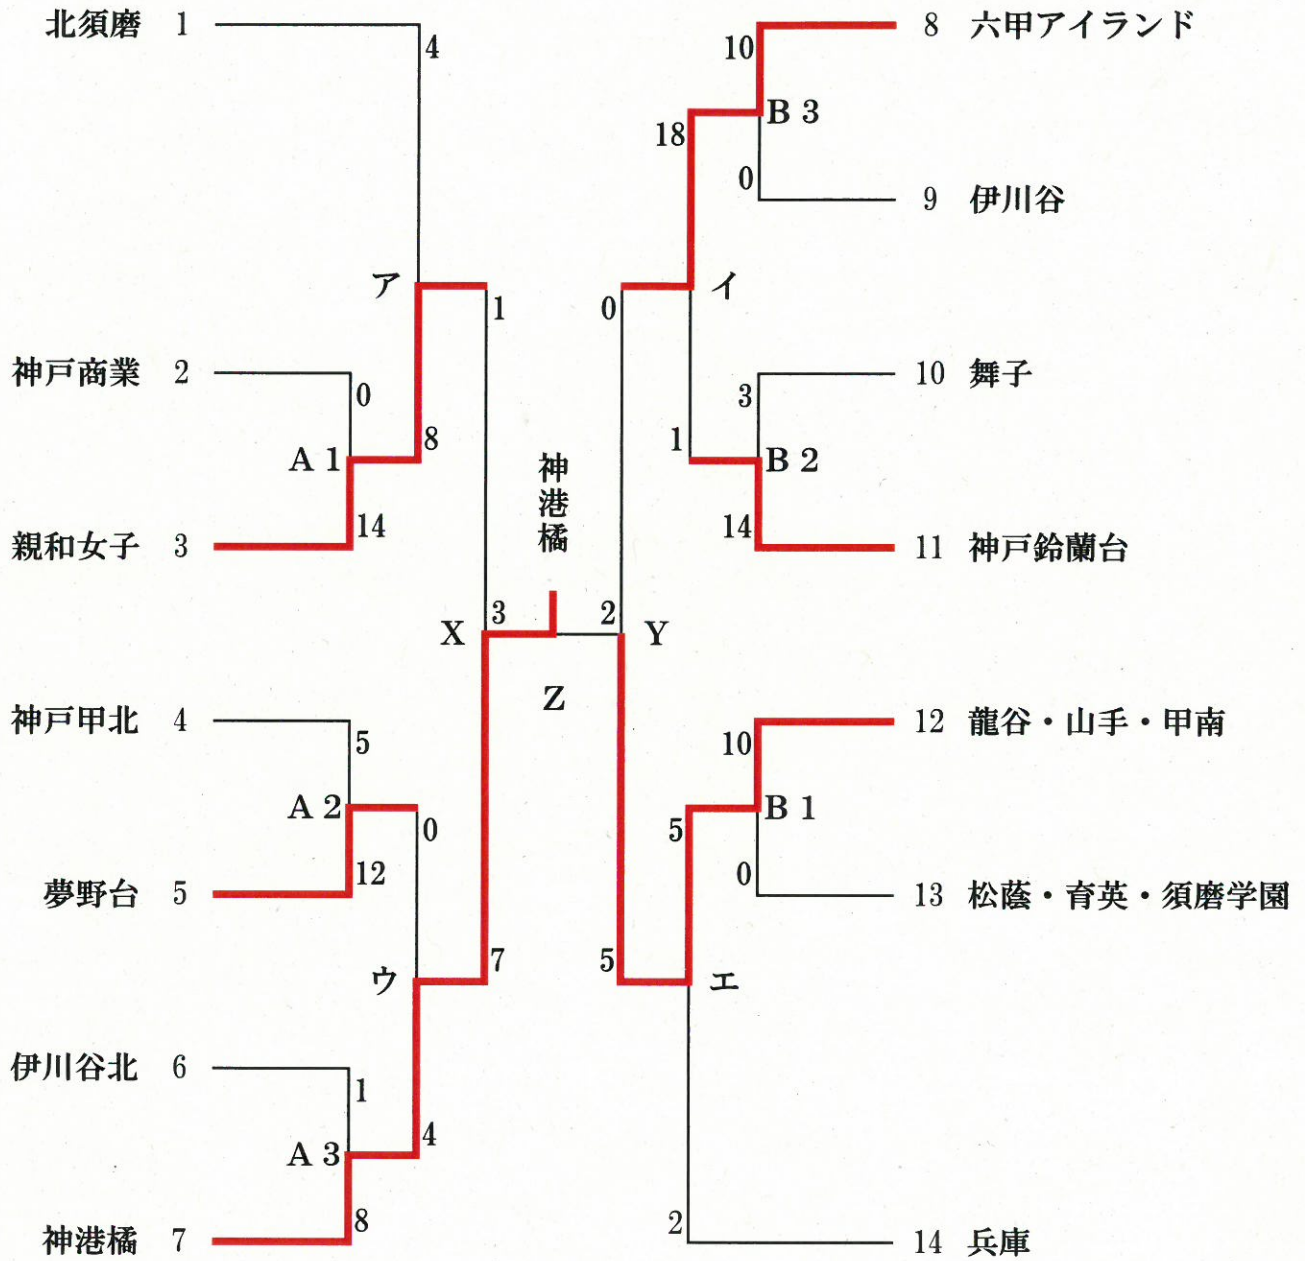 北須磨 1
4
ア
1
神戸商業 2
0
A 1
8
14
親和女子 3
X
3
神戸甲北 4
5
A 2
0
12
夢野台 5
ウ
7
伊川谷北 6
1
A 3
4
8
神港橘 7
神港橘
Z
10
8 六甲アイランド
B 3
18
0
9 伊川谷
0
イ
10 舞子
3
1
B 2
14
11 神戸鈴蘭台
2
Y
12 龍谷・山手・甲南
10
B 1
5
0
13 松蔭・育英・須磨学園
5
エ
2
14 兵庫